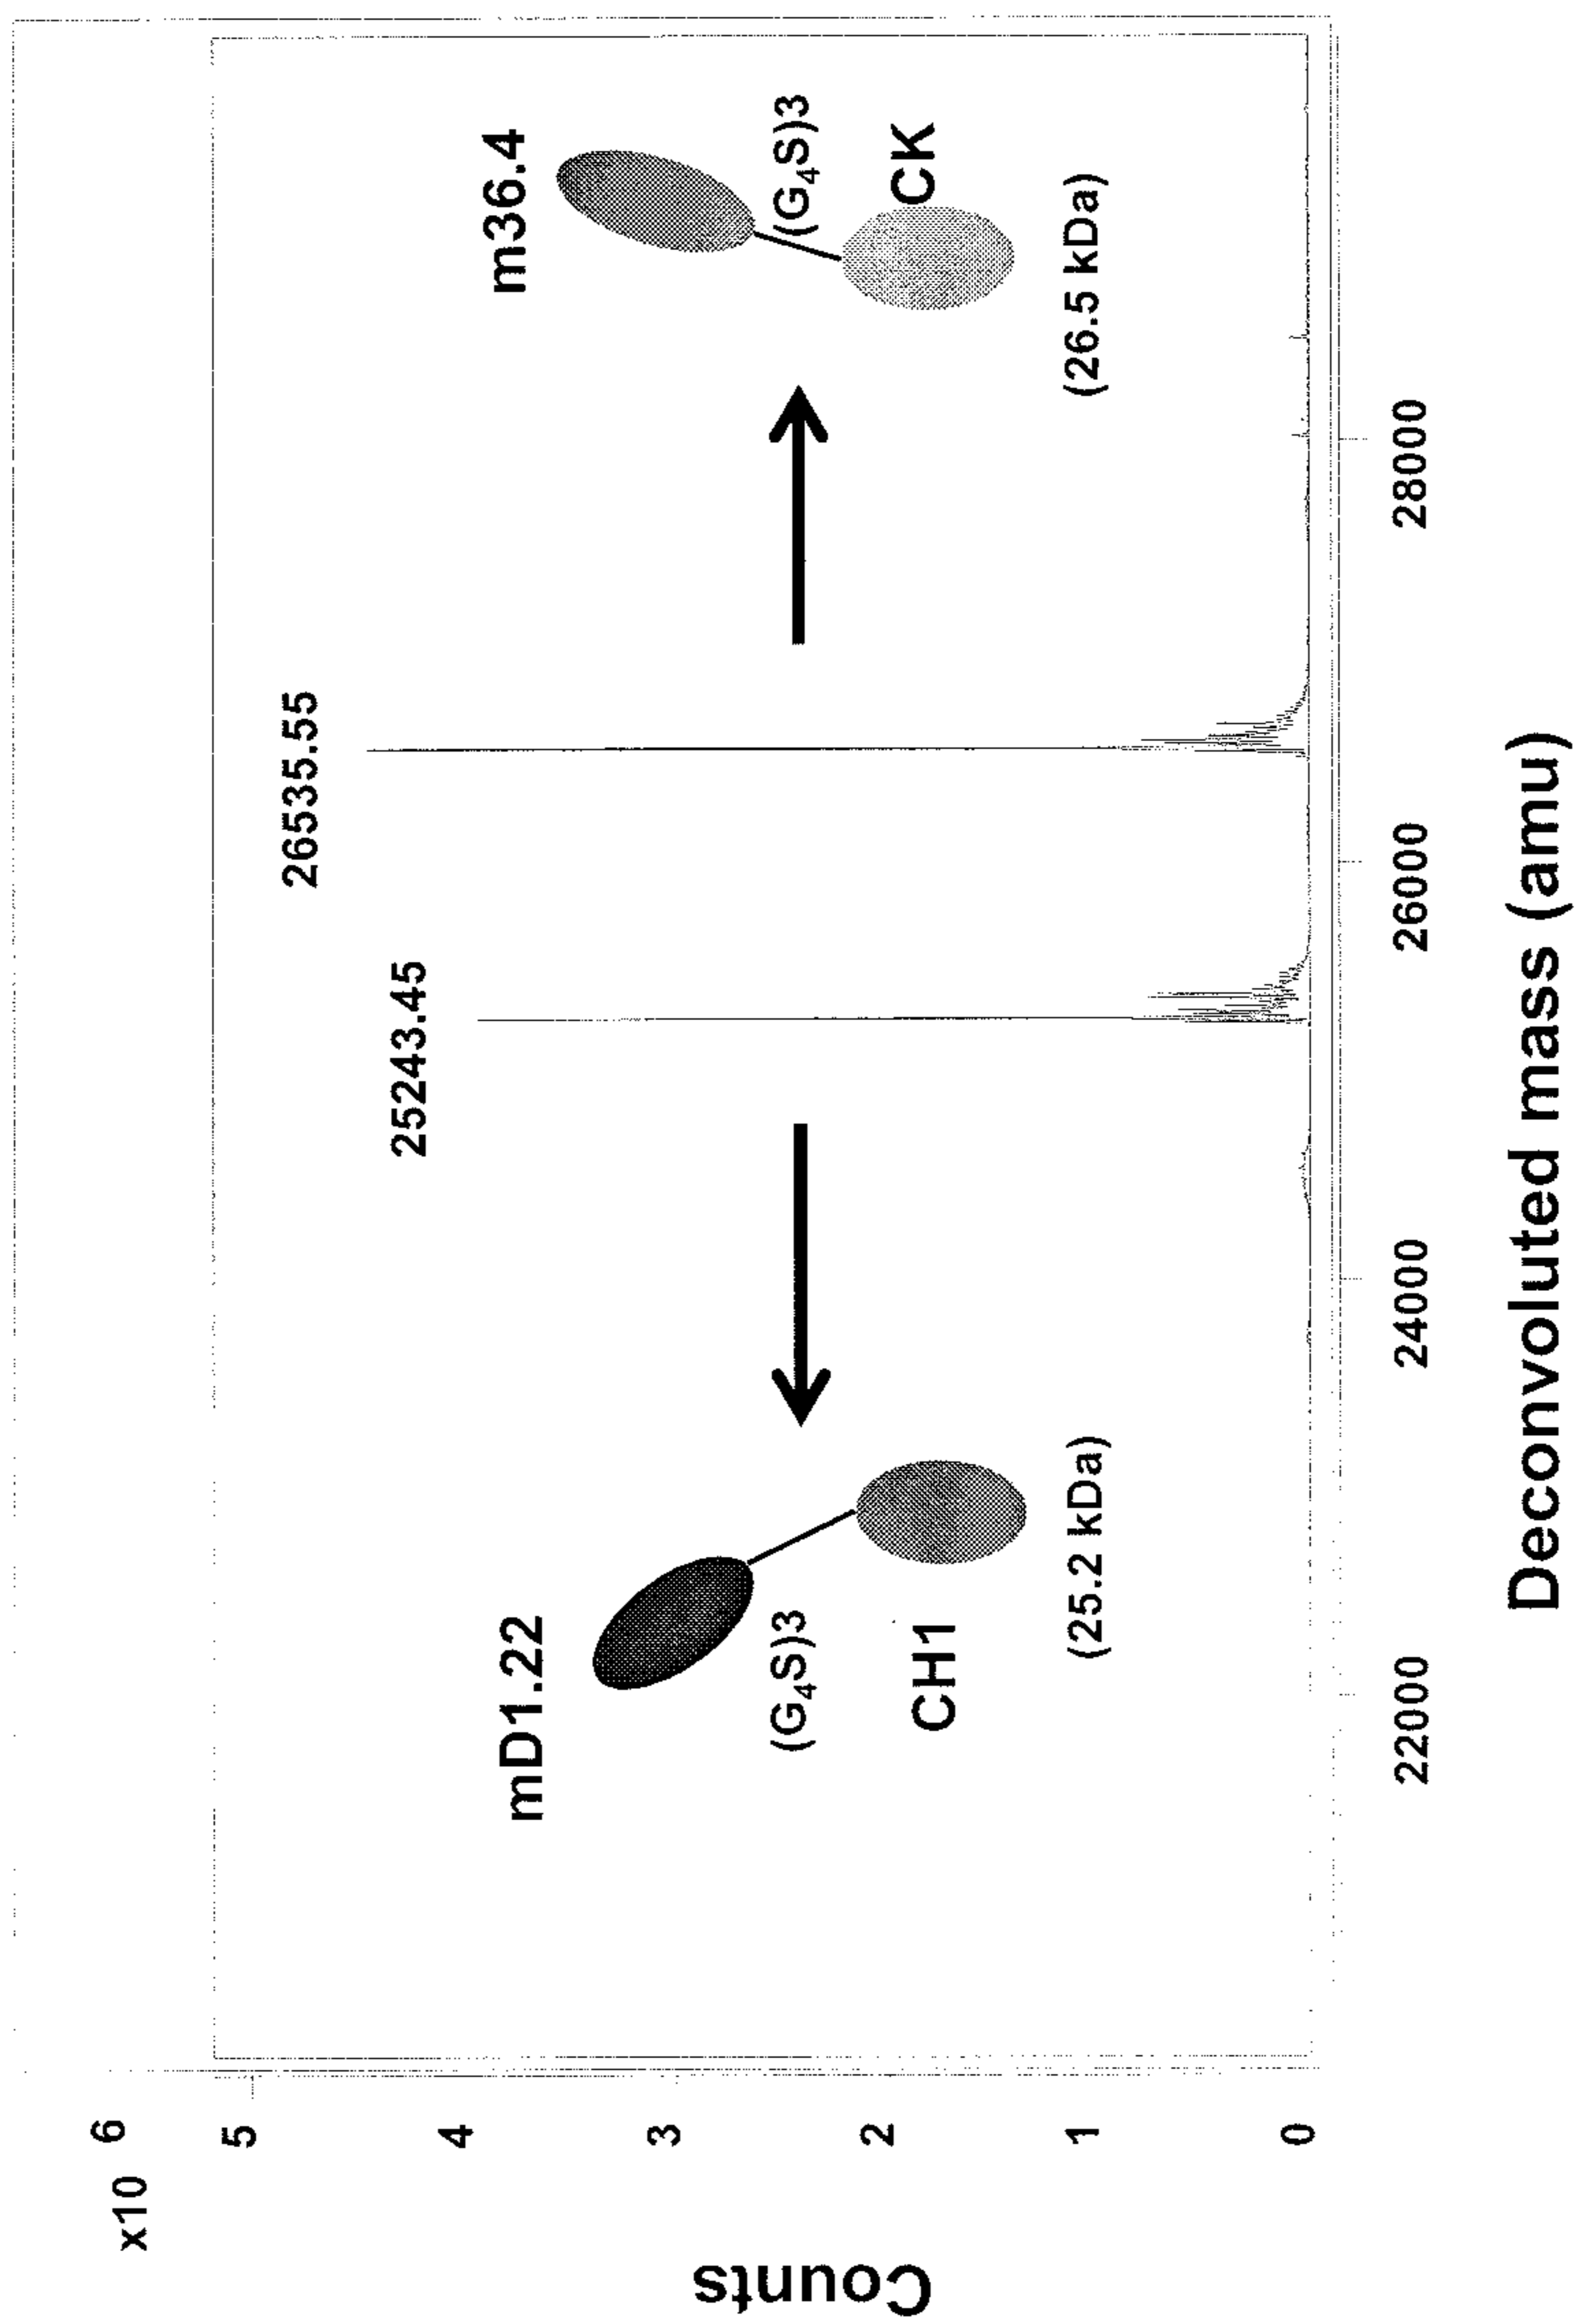 x10 6
5
4
3
2
1
0
Counts
26535.55
25243.45
mD1.22
(G4S)3
CH1
(25.2 kDa)
m36.4
(G4S)3
CK
(26.5 kDa)
22000
24000
26000
28000
Deconvoluted mass (amu)